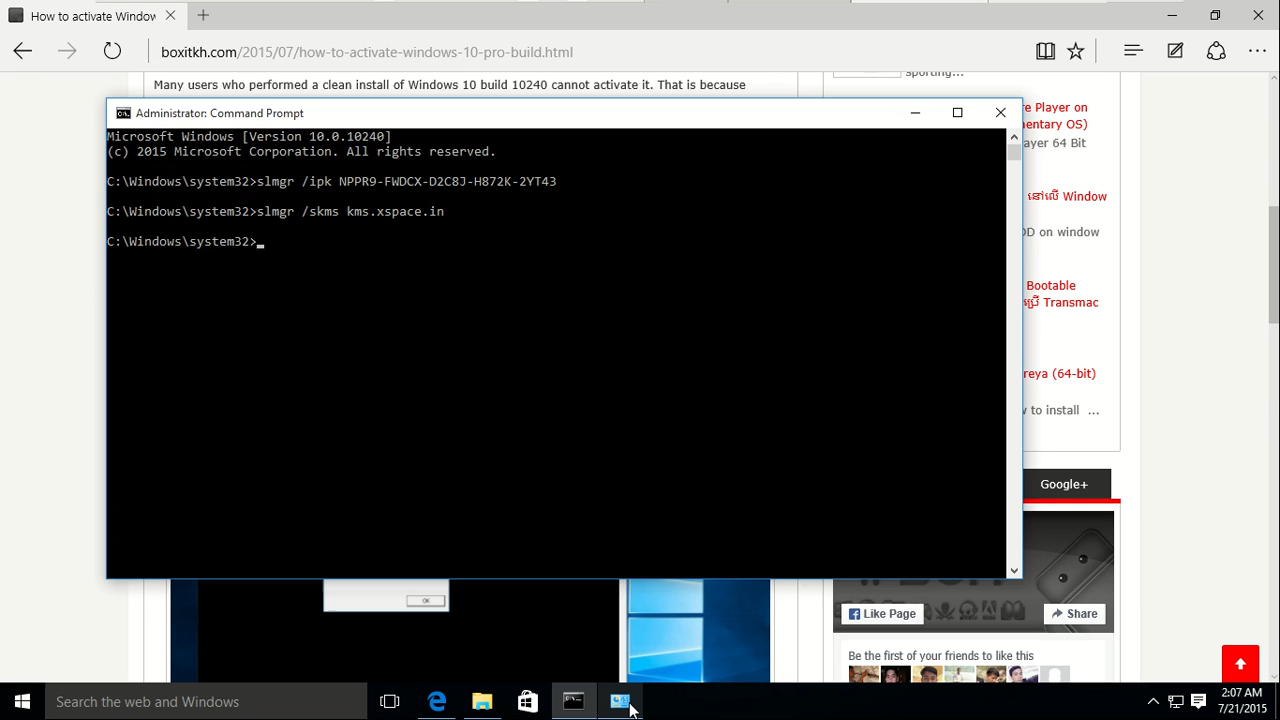 How to activate Window
boxitkh.com/2015/07/how-to-activate-windows-10-pro-build.html
sporting...
Many users who performed a clean install of Windows 10 build 10240 cannot activate it. That is because
Administrator: Command Prompt
Microsoft Windows [Version 10.0.10240]
(c) 2015 Microsoft Corporation. All rights reserved.
C:\Windows\system32>slmgr /ipk NPPR9-FWDCX-D2C8J-H872K-2YT43
C:\Windows\system32>slmgr /skms kms.xspace.in
C:\Windows\system32>
re Player on
mentary OS)
ayer 64 Bit
នៅលើ Window
OD on window
Bootable
ប្រើ Transmac
reya (64-bit)
w to install ...
Google+
OK
Like Page
Share
Be the first of your friends to like this
Search the web and Windows
2:07 AM
7/21/2015